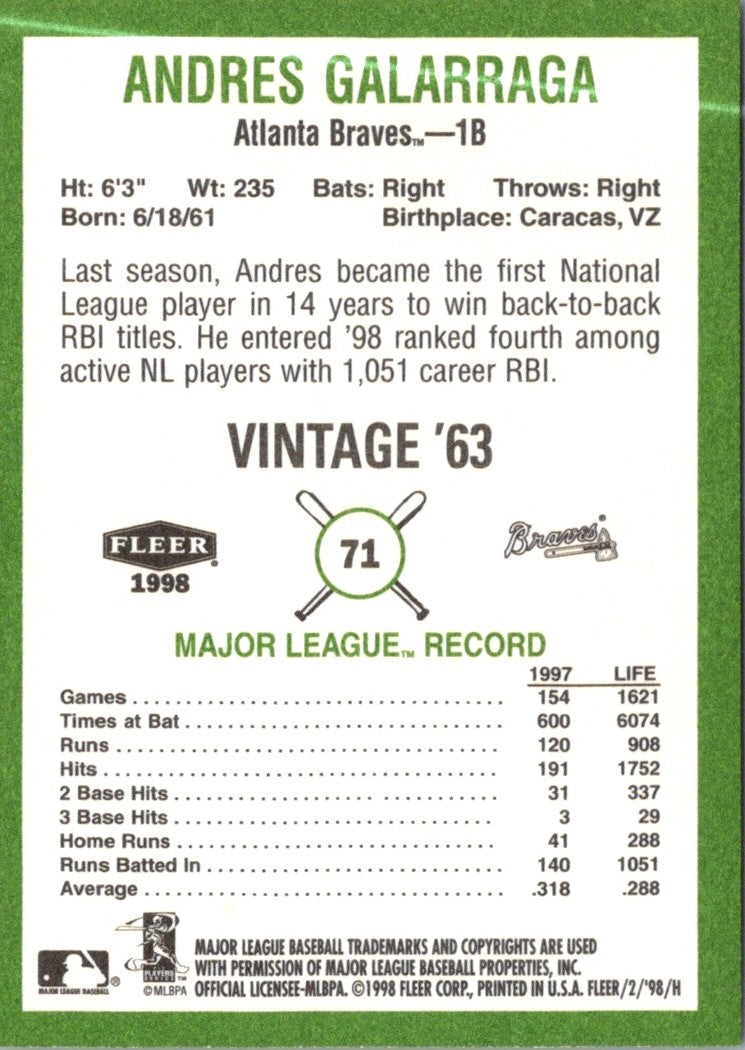 ANDRES GALARRAGA
Atlanta Braves™—1B
Ht: 6'3" Wt: 235 Bats: Right Throws: Right
Born: 6/18/61 Birthplace: Caracas, VZ
Last season, Andres became the first National
League player in 14 years to win back-to-back
RBI titles. He entered '98 ranked fourth among
active NL players with 1,051 career RBI.
VINTAGE '63
FLEER®
1998
71
Braves®
MAJOR LEAGUE™ RECORD
1997 LIFE
Games 154 1621
Times at Bat 600 6074
Runs 120 908
Hits 191 1752
2 Base Hits 31 337
3 Base Hits 3 29
Home Runs 41 288
Runs Batted In 140 1051
Average .318 .288
MAJOR LEAGUE BASEBALL®
PLAYERS CHOICE™
©MLBPA
MAJOR LEAGUE BASEBALL TRADEMARKS AND COPYRIGHTS ARE USED
WITH PERMISSION OF MAJOR LEAGUE BASEBALL PROPERTIES, INC.
OFFICIAL LICENSEE-MLBPA. ©1998 FLEER CORP., PRINTED IN U.S.A. FLEER/2/'98/H